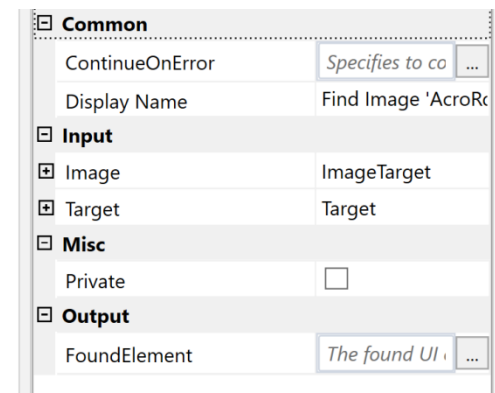 Common
ContinueOnError Specifies to co ...
Display Name Find Image 'AcroRo
Input
Image ImageTarget
Target Target
Misc
Private
Output
FoundElement The found UI ...